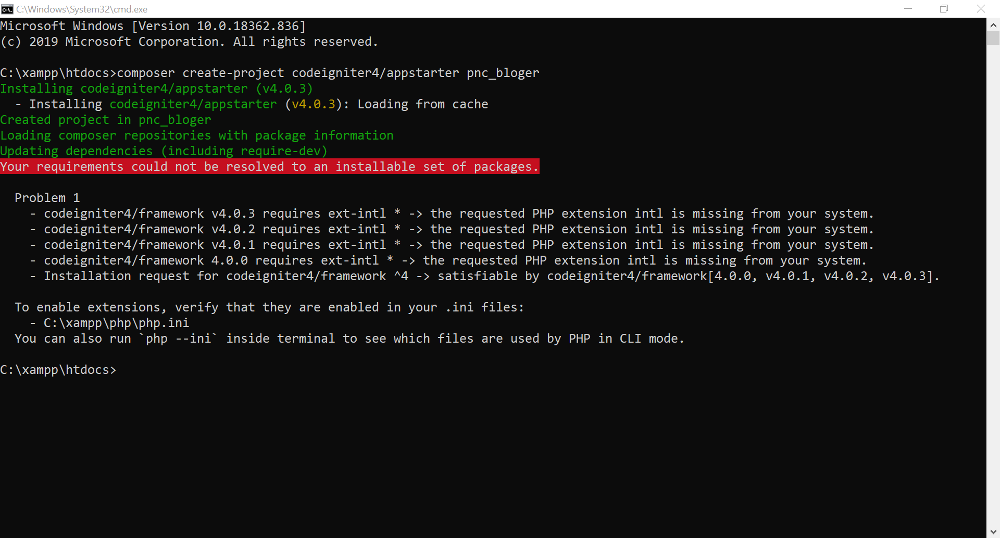 C:\Windows\System32\cmd.exe
Microsoft Windows [Version 10.0.18362.836]
(c) 2019 Microsoft Corporation. All rights reserved.
C:\xampp\htdocs>composer create-project codeigniter4/appstarter pnc_bloger
Installing codeigniter4/appstarter (v4.0.3)
  - Installing codeigniter4/appstarter (v4.0.3): Loading from cache
Created project in pnc_bloger
Loading composer repositories with package information
Updating dependencies (including require-dev)
Your requirements could not be resolved to an installable set of packages.
  Problem 1
    - codeigniter4/framework v4.0.3 requires ext-intl * -> the requested PHP extension intl is missing from your system.
    - codeigniter4/framework v4.0.2 requires ext-intl * -> the requested PHP extension intl is missing from your system.
    - codeigniter4/framework v4.0.1 requires ext-intl * -> the requested PHP extension intl is missing from your system.
    - codeigniter4/framework 4.0.0 requires ext-intl * -> the requested PHP extension intl is missing from your system.
    - Installation request for codeigniter4/framework ^4 -> satisfiable by codeigniter4/framework[4.0.0, v4.0.1, v4.0.2, v4.0.3].
  To enable extensions, verify that they are enabled in your .ini files:
    - C:\xampp\php\php.ini
  You can also run `php --ini` inside terminal to see which files are used by PHP in CLI mode.
C:\xampp\htdocs>